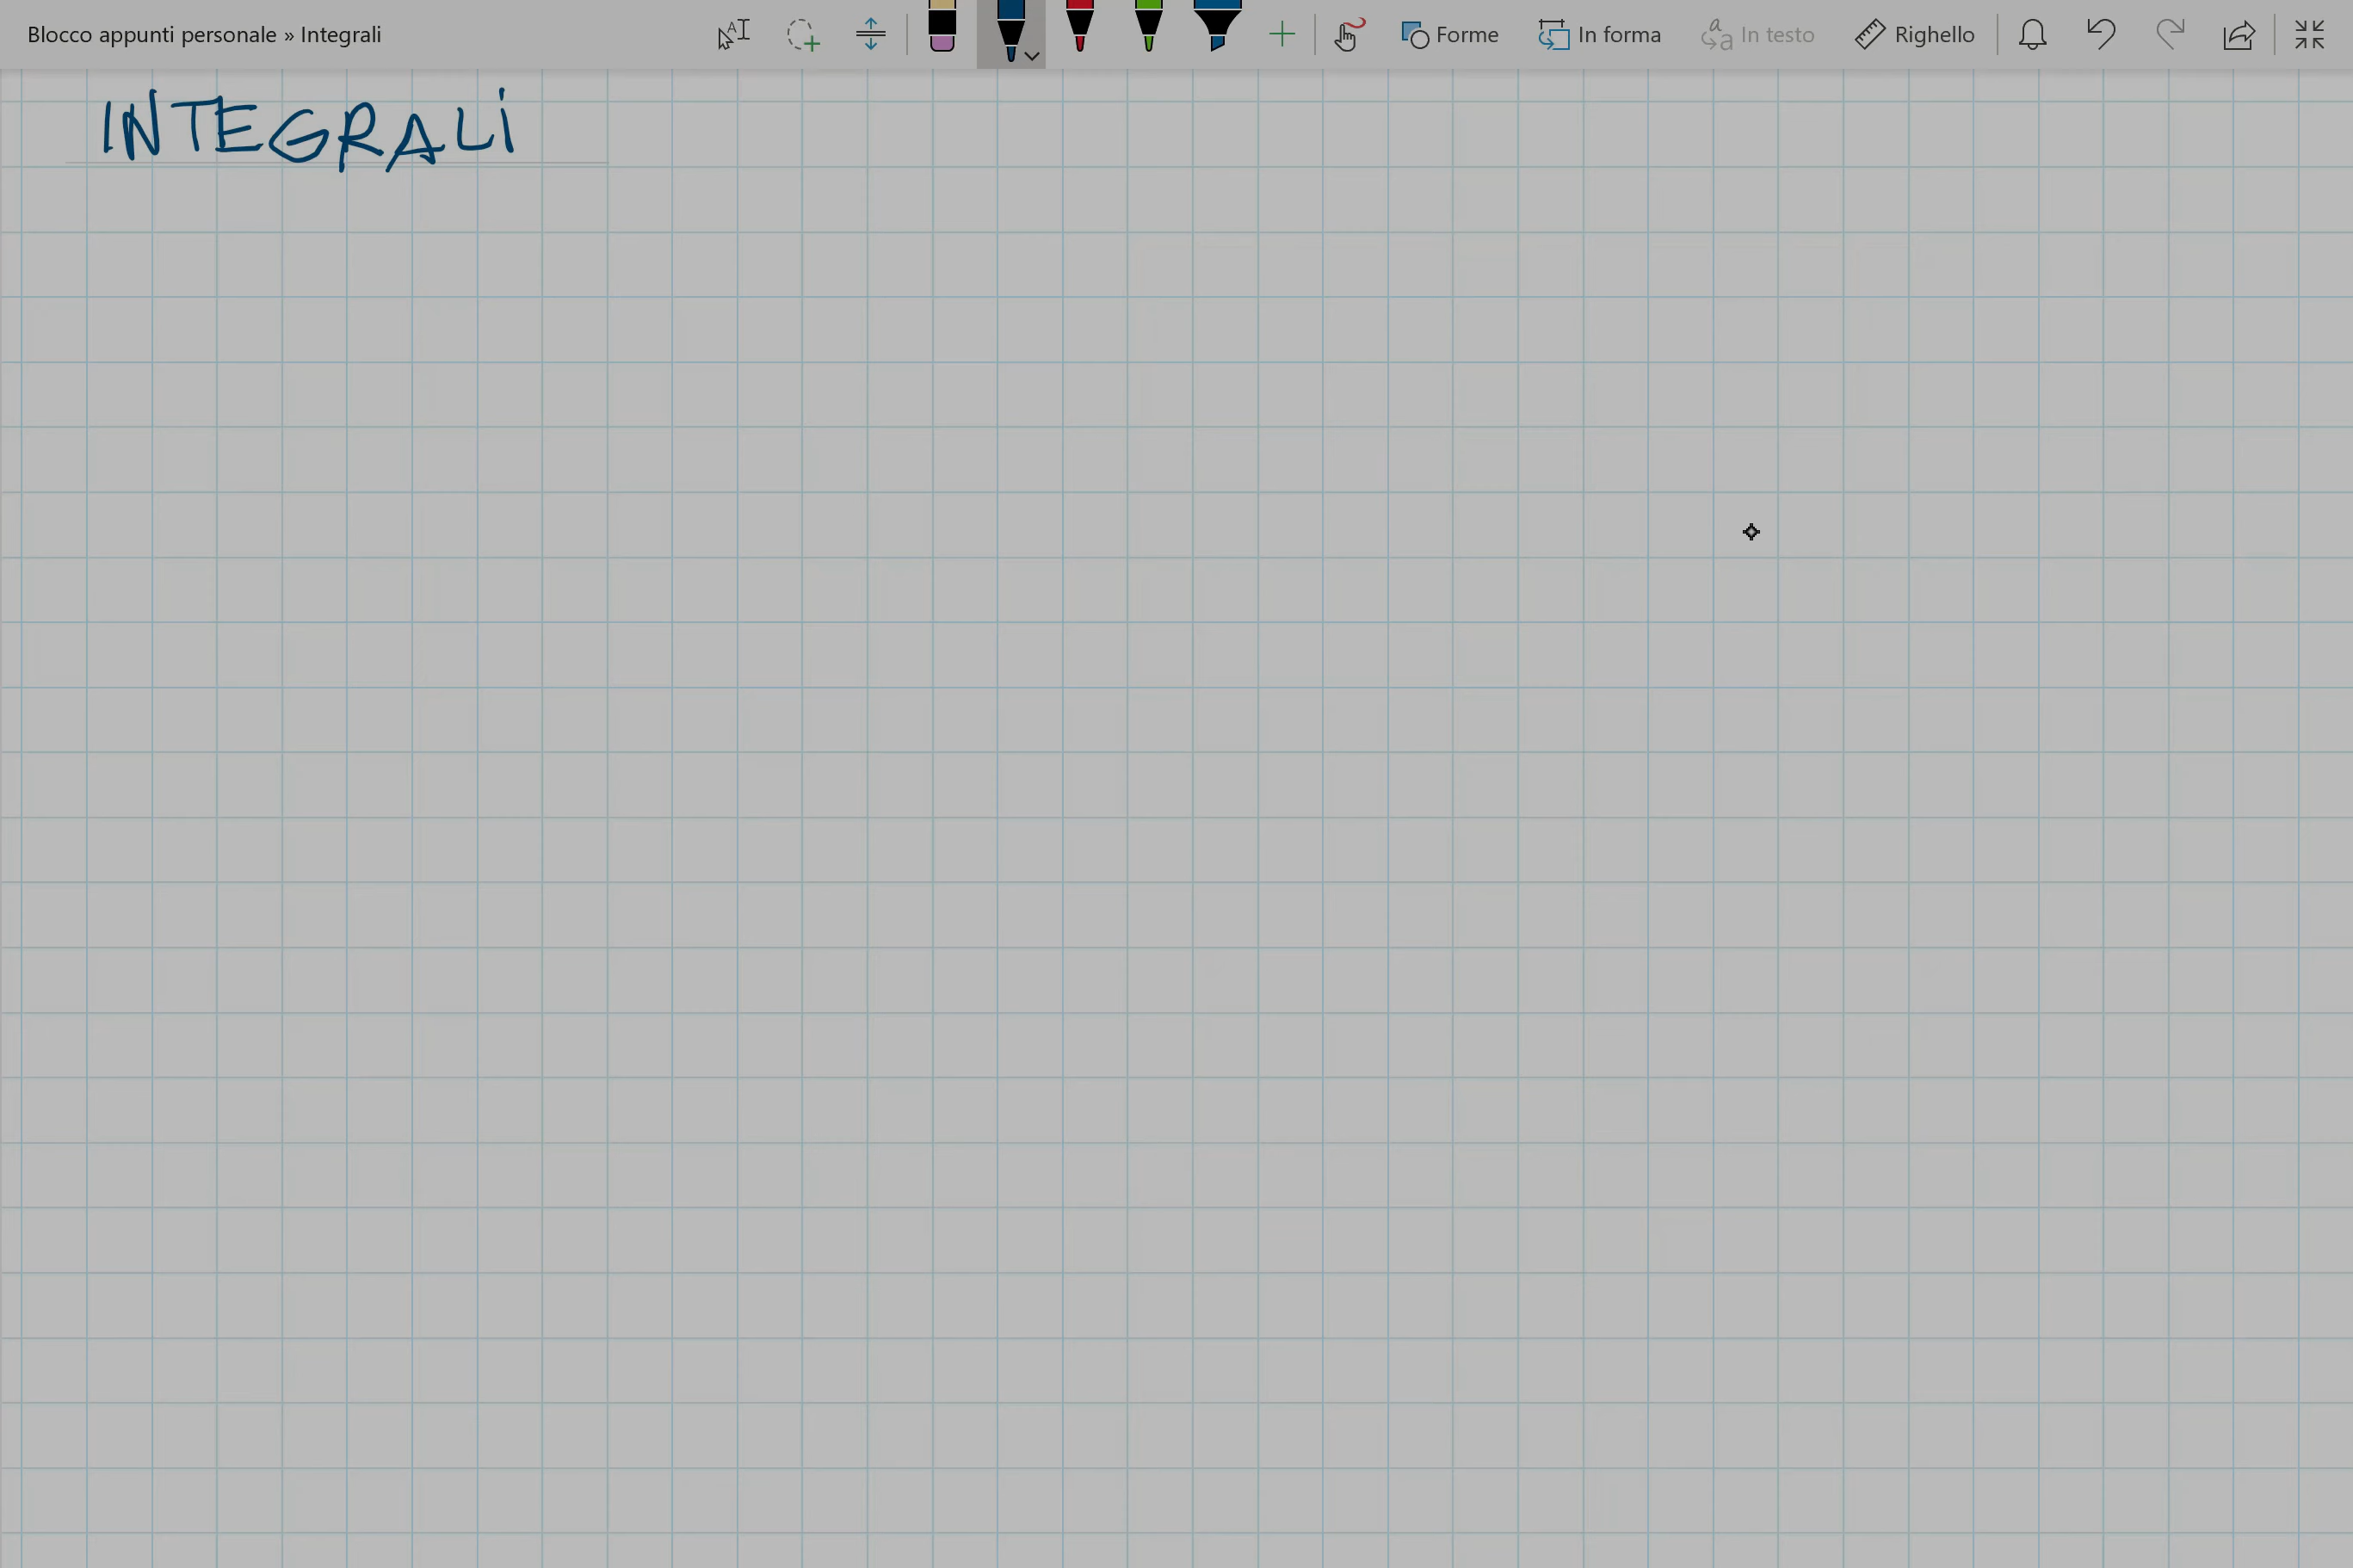 Blocco appunti personale » Integrali
Forme
In forma
In testo
Righello
INTEGRALi